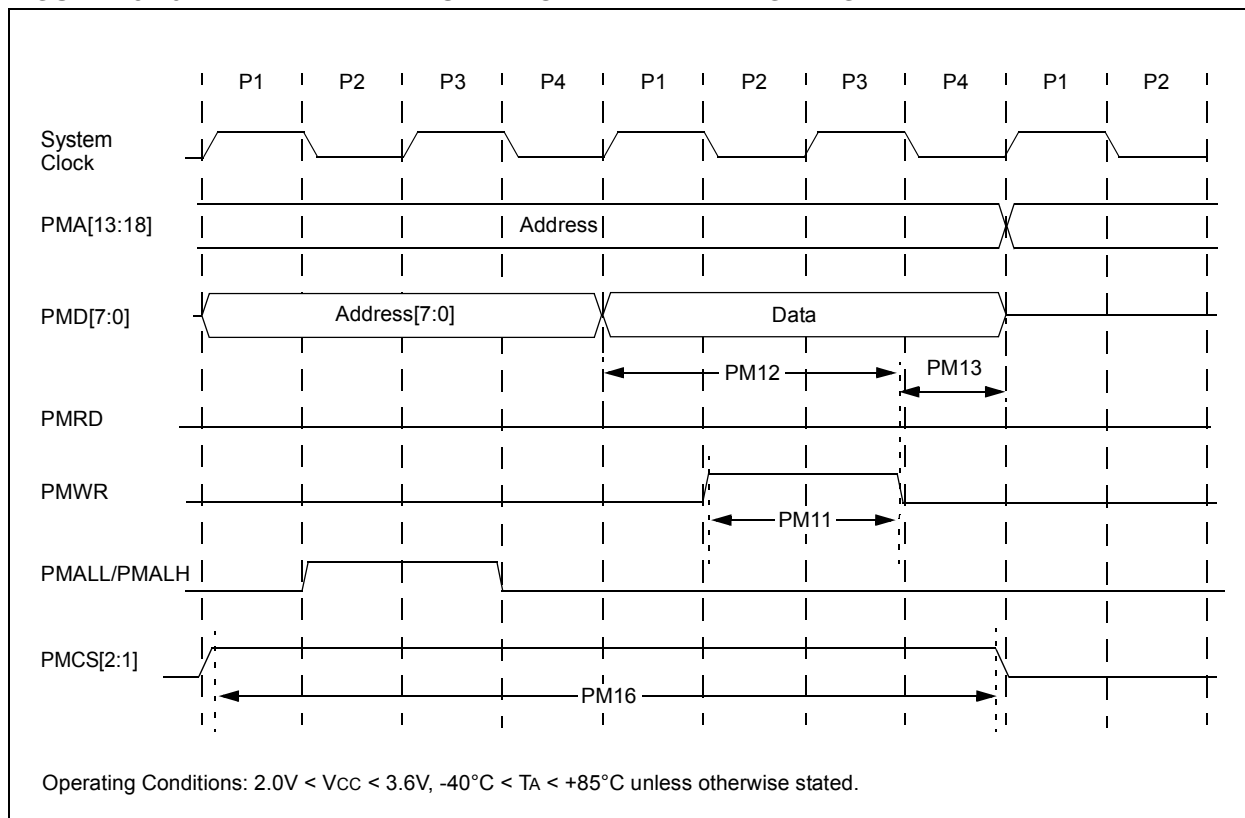 P1 P2 P3 P4 P1 P2 P3 P4 P1 P2
System
Clock
PMA[13:18]
Address
PMD[7:0]
Address[7:0]
Data
PM12
PM13
PMRD
PMWR
PM11
PMALL/PMALH
PMCS[2:1]
PM16
Operating Conditions: 2.0V < VCC < 3.6V, -40°C < TA < +85°C unless otherwise stated.